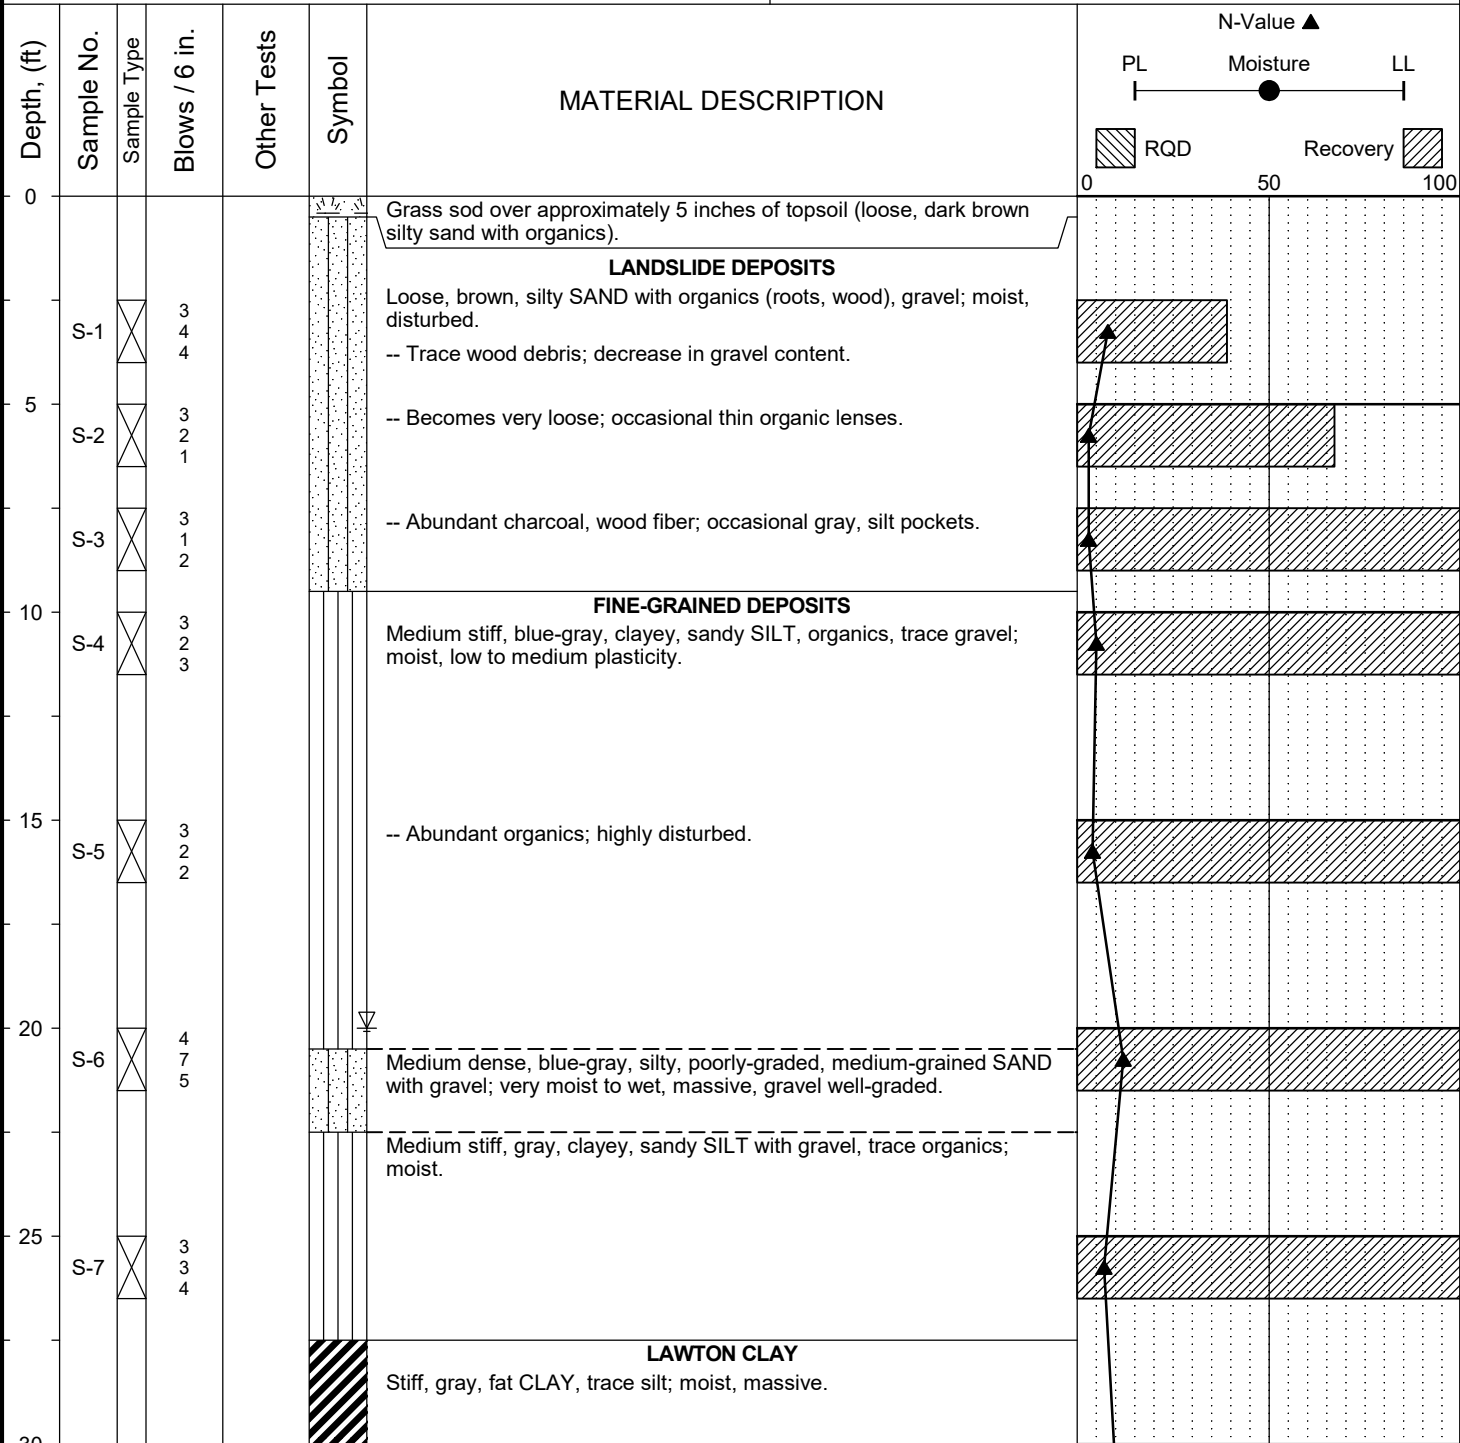 Depth, (ft)
Sample No.
Sample Type
Blows / 6 in.
Other Tests
Symbol
MATERIAL DESCRIPTION
N-Value
PL Moisture LL
RQD Recovery
0 50 100
0
Grass sod over approximately 5 inches of topsoil (loose, dark brown
silty sand with organics).
LANDSLIDE DEPOSITS
Loose, brown, silty SAND with organics (roots, wood), gravel; moist,
disturbed.
S-1
3
4
4
-- Trace wood debris; decrease in gravel content.
5
S-2
3
2
1
-- Becomes very loose; occasional thin organic lenses.
S-3
3
1
2
-- Abundant charcoal, wood fiber; occasional gray, silt pockets.
FINE-GRAINED DEPOSITS
10
S-4
3
2
3
Medium stiff, blue-gray, clayey, sandy SILT, organics, trace gravel;
moist, low to medium plasticity.
15
S-5
3
2
2
-- Abundant organics; highly disturbed.
20
S-6
4
7
5
Medium dense, blue-gray, silty, poorly-graded, medium-grained SAND
with gravel; very moist to wet, massive, gravel well-graded.
Medium stiff, gray, clayey, sandy SILT with gravel, trace organics;
moist.
25
S-7
3
3
4
LAWTON CLAY
Stiff, gray, fat CLAY, trace silt; moist, massive.
30